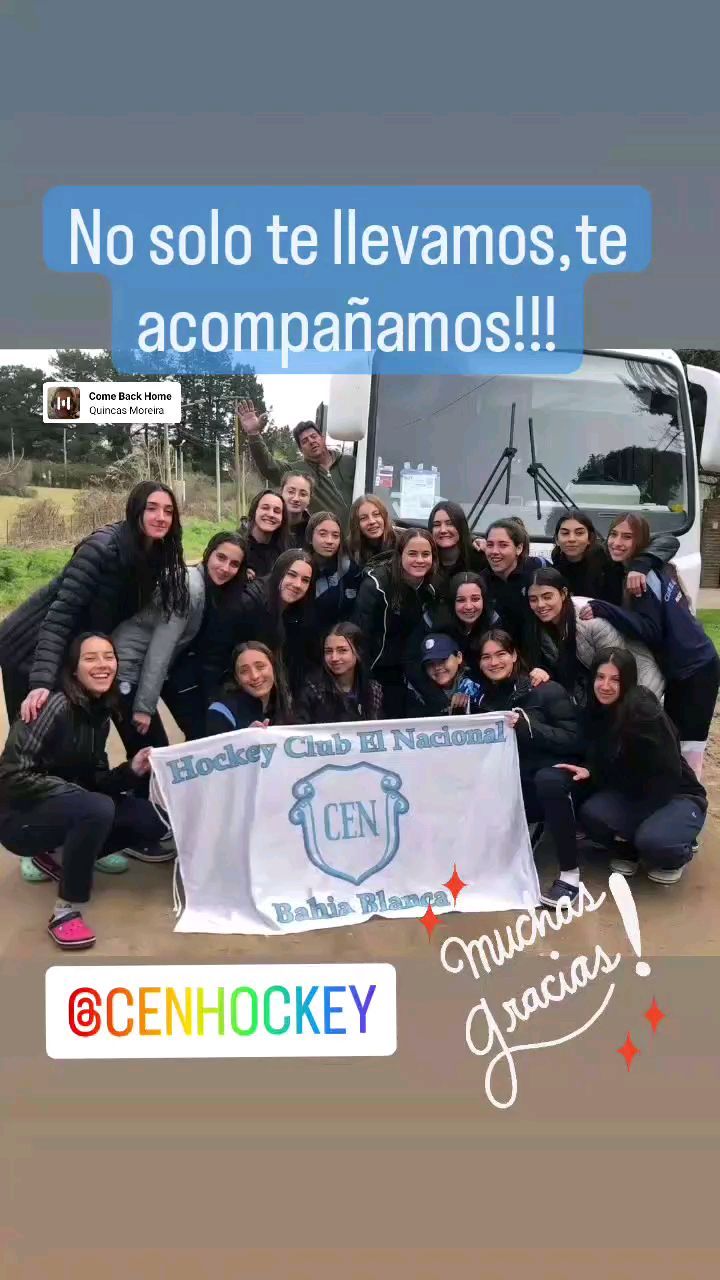 No solo te llevamos,te
acompañamos!!!
Come Back Home
Quincas Moreira
Hockey Club El Nacional
CEN
Bahia Blanca
@CENHOCKEY
muchas
gracias!